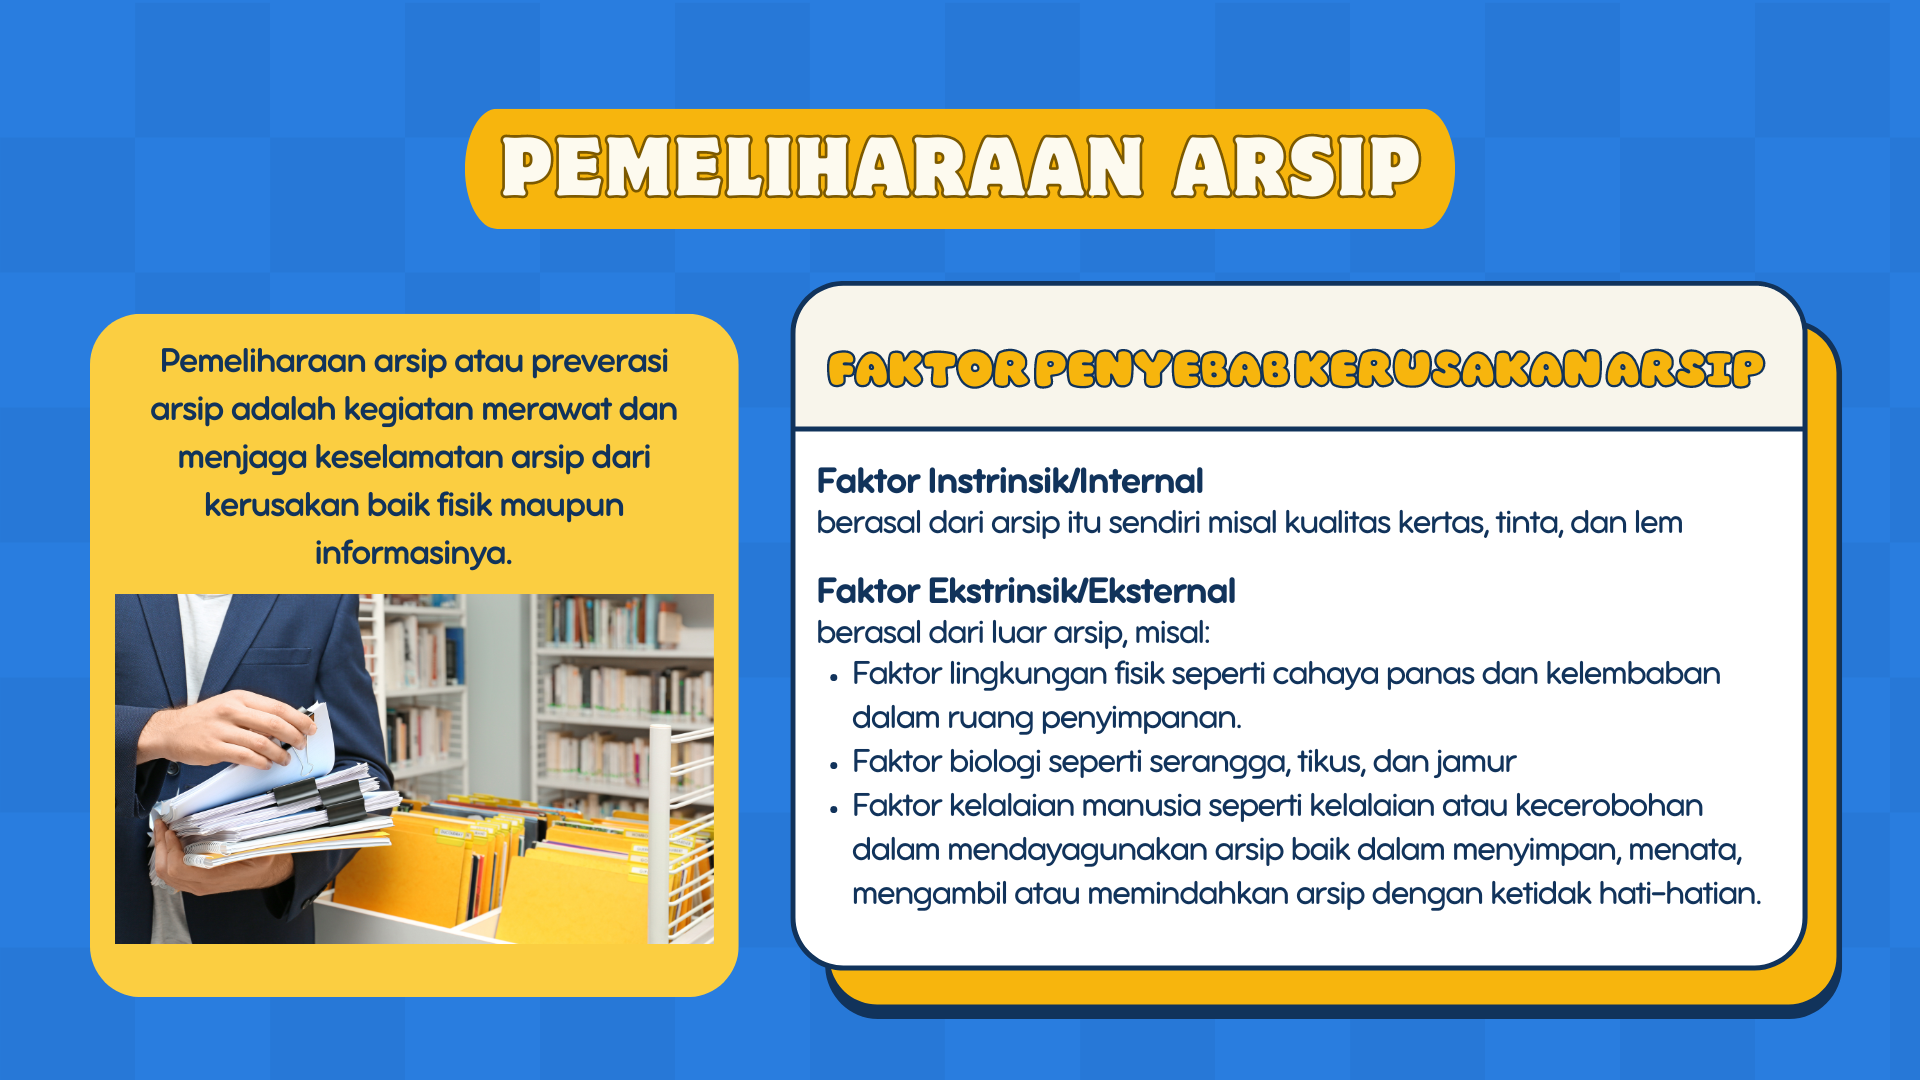 PEMELIHARAAN ARSIP
Pemeliharaan arsip atau preverasi
arsip adalah kegiatan merawat dan
menjaga keselamatan arsip dari
kerusakan baik fisik maupun
informasinya.
FAKTOR PENYEBAB KERUSAKAN ARSIP
Faktor Instrinsik/Internal
berasal dari arsip itu sendiri misal kualitas kertas, tinta, dan lem
Faktor Ekstrinsik/Eksternal
berasal dari luar arsip, misal:
• Faktor lingkungan fisik seperti cahaya panas dan kelembaban
dalam ruang penyimpanan.
• Faktor biologi seperti serangga, tikus, dan jamur
• Faktor kelalaian manusia seperti kelalaian atau kecerobohan
dalam mendayagunakan arsip baik dalam menyimpan, menata,
mengambil atau memindahkan arsip dengan ketidak hati-hatian.